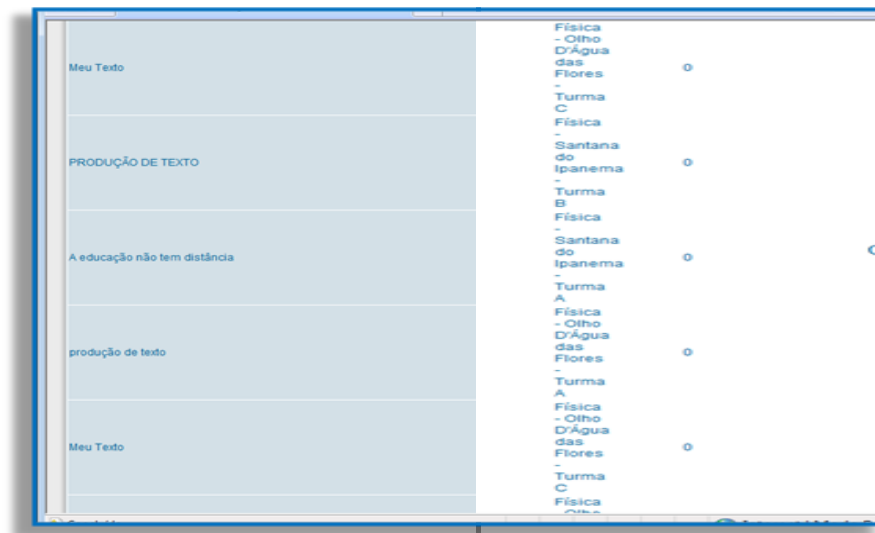 Meu Texto
Física
- Olho
D'Água
das
Flores
-
Turma
C
0
PRODUÇÃO DE TEXTO
Física
-
Santana
do
Ipanema
-
Turma
B
0
A educação não tem distância
Física
-
Santana
do
Ipanema
-
Turma
A
0
produção de texto
Física
- Olho
D'Água
das
Flores
-
Turma
A
0
Meu Texto
Física
- Olho
D'Água
das
Flores
-
Turma
C
0
Física
- Olho